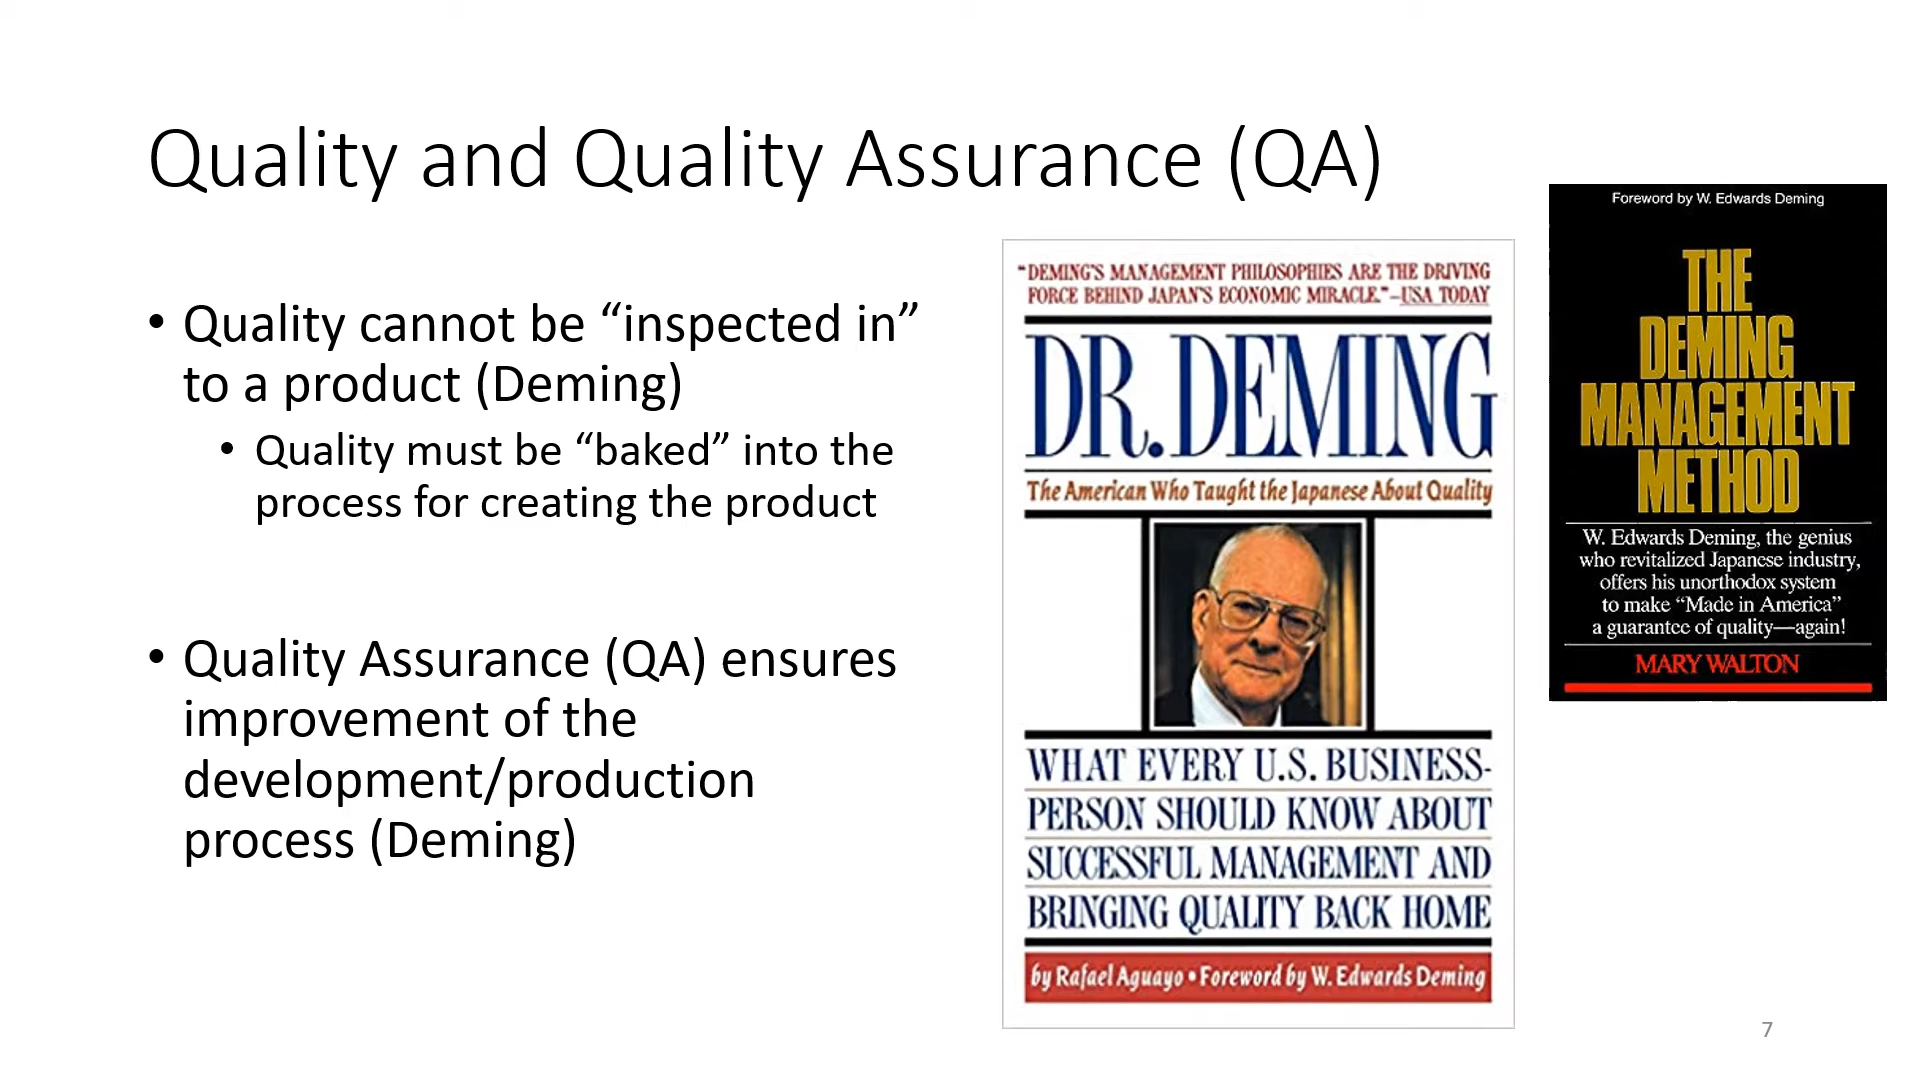 Quality and Quality Assurance (QA)
• Quality cannot be “inspected in”
to a product (Deming)
• Quality must be “baked” into the
process for creating the product
• Quality Assurance (QA) ensures
improvement of the
development/production
process (Deming)
“DEMING'S MANAGEMENT PHILOSOPHIES ARE THE DRIVING
FORCE BEHIND JAPAN'S ECONOMIC MIRACLE.”–USA TODAY
DR. DEMING
The American Who Taught the Japanese About Quality
WHAT EVERY U.S. BUSINESS-
PERSON SHOULD KNOW ABOUT
SUCCESSFUL MANAGEMENT AND
BRINGING QUALITY BACK HOME
by Rafael Aguayo • Foreword by W. Edwards Deming
Foreword by W. Edwards Deming
THE
DEMING
MANAGEMENT
METHOD
W. Edwards Deming, the genius
who revitalized Japanese industry,
offers his unorthodox system
to make “Made in America”
a guarantee of quality—again!
MARY WALTON
7